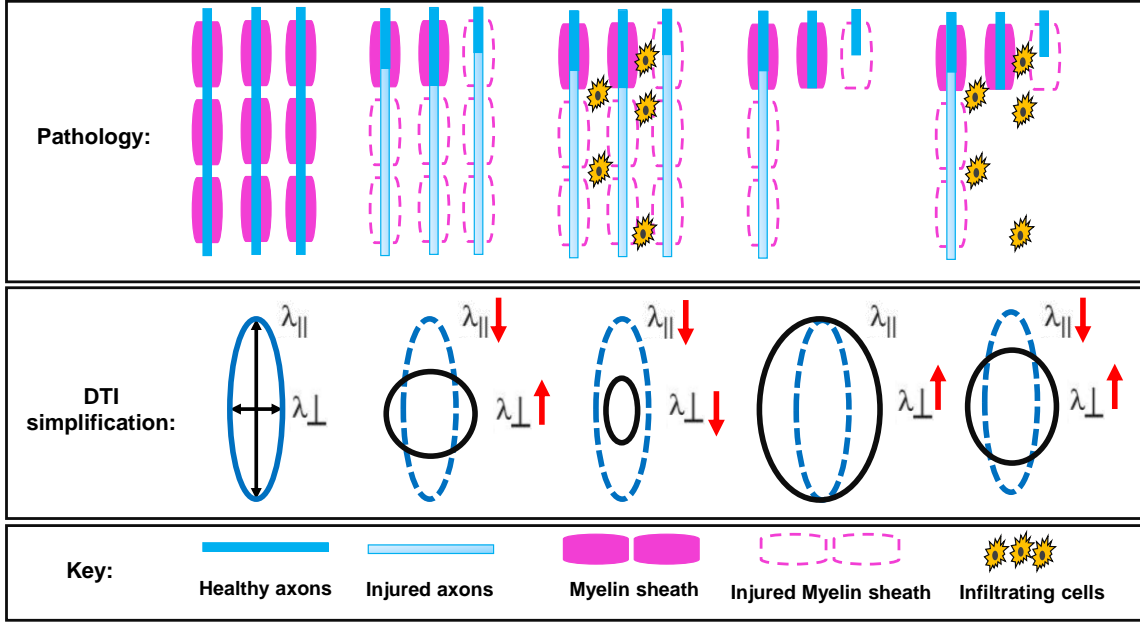 Pathology:
λ|| λ|| λ|| λ|| λ||
DTI
simplification:
λ⊥ λ⊥ λ⊥ λ⊥ λ⊥
Key:
Healthy axons Injured axons Myelin sheath Injured Myelin sheath Infiltrating cells